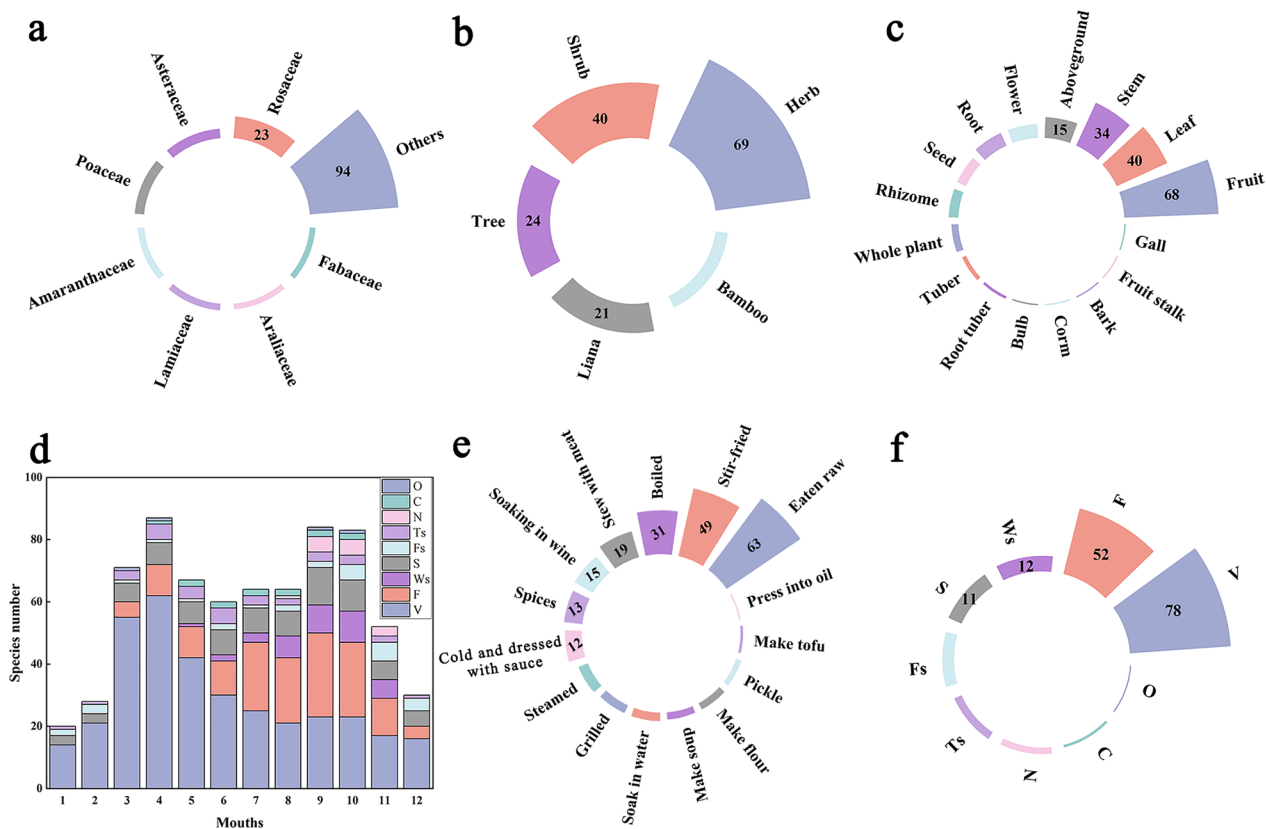 a
Asteraceae
Rosaceae
23
Others
94
Poaceae
Amaranthaceae
Fabaceae
Lamiaceae
Araliaceae
b
Shrub
40
Herb
69
Tree
24
Bamboo
21
Liana
c
Aboveground
15
Flower
Stem
34
Root
Leaf
40
Seed
Fruit
68
Rhizome
Whole plant
Gall
Tuber
Fruit stalk
Root tuber
Bulb
Corm
Bark
d
Species number
100
80
60
40
20
0
O
C
N
Ts
Fs
S
Ws
F
V
1 2 3 4 5 6 7 8 9 10 11 12
Mouths
e
Stew with meat
19
Boiled
31
Stir-fried
49
Eaten raw
63
Soaking in wine
15
Spices
13
Cold and dressed
with sauce
12
Press into oil
Make tofu
Steamed
Pickle
Grilled
Make flour
Soak in water
Make soup
f
Ws
12
F
52
V
78
S
11
Fs
O
Ts
C
N